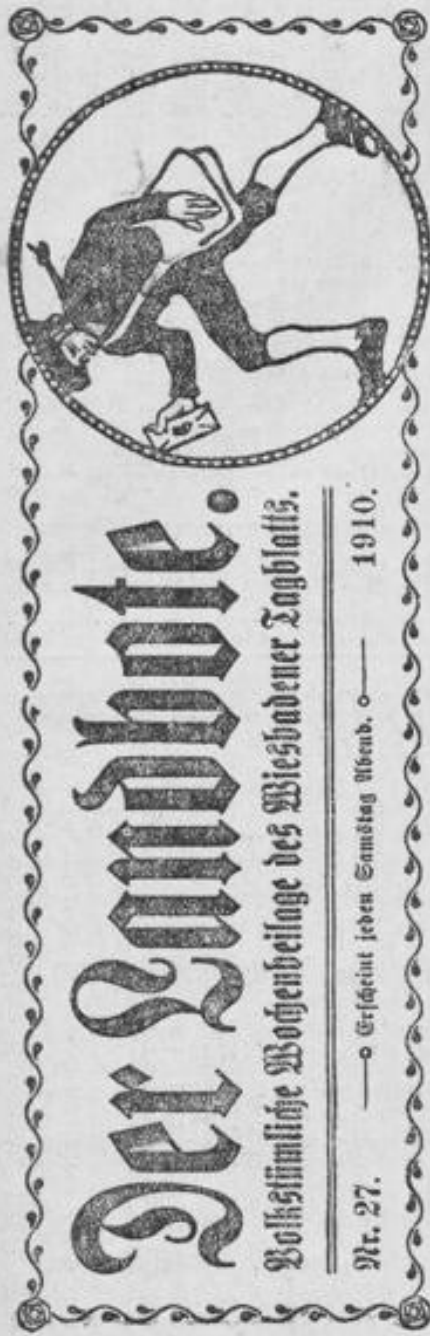 Der Landbote.
Volkstümliche Wochenbeilage des Wiesbadener Tagblatts.
Nr. 27. —o Erscheint jeden Samstag Abend. o— 1910.